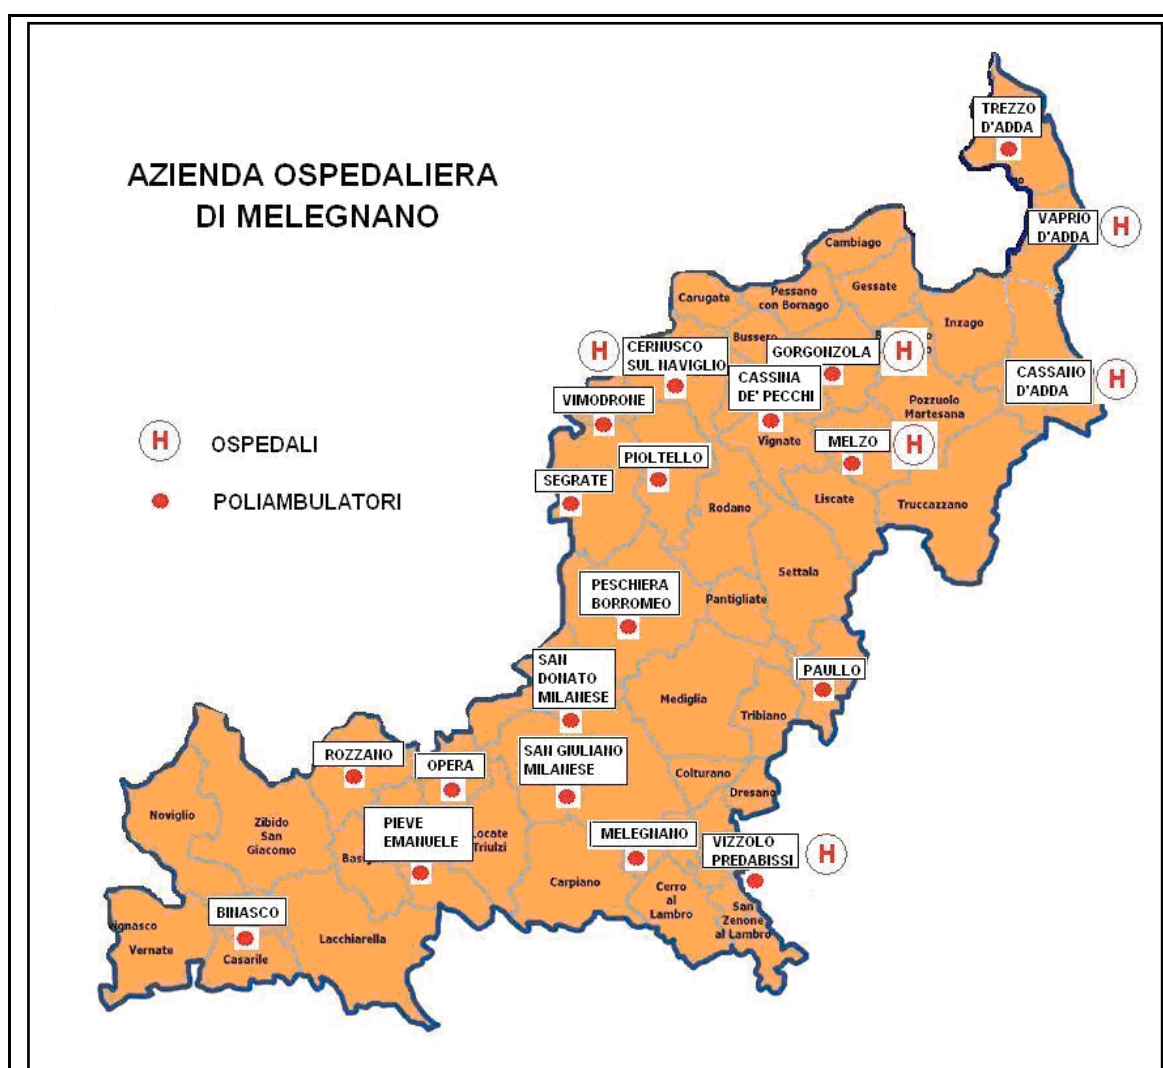 TREZZO
D'ADDA
AZIENDA OSPEDALIERA
DI MELEGNANO
VAPRIO
D'ADDA
H
Cambiago
Gessate
Pessano
con Bornago
Carugate
Inzago
Bussero
H
CERNUSCO
SUL NAVIGLIO
GORGONZOLA
H
CASSINA
DE' PECCHI
CASSANO
D'ADDA
H
VIMODRONE
Pozzuolo
Martesana
H
OSPEDALI
Vignate
MELZO
H
PIOLTELLO
SEGRATE
POLIAMBULATORI
Rodano
Liscate
Truccazzano
Settala
PESCHIERA
BORROMEO
Pantigliate
SAN
DONATO
MILANESE
PAULLO
Mediglia
Tribiano
ROZZANO
OPERA
SAN GIULIANO
MILANESE
Colturano
Dresano
Noviglio
Zibido
San
Giacomo
PIEVE
EMANUELE
Locate
Triulzi
MELEGNANO
VIZZOLO
PREDABISSI
H
Carpiano
Cerro
al
Lambro
San
Zenone
al Lambro
BINASCO
Vernate
Lacchiarella
Casarile